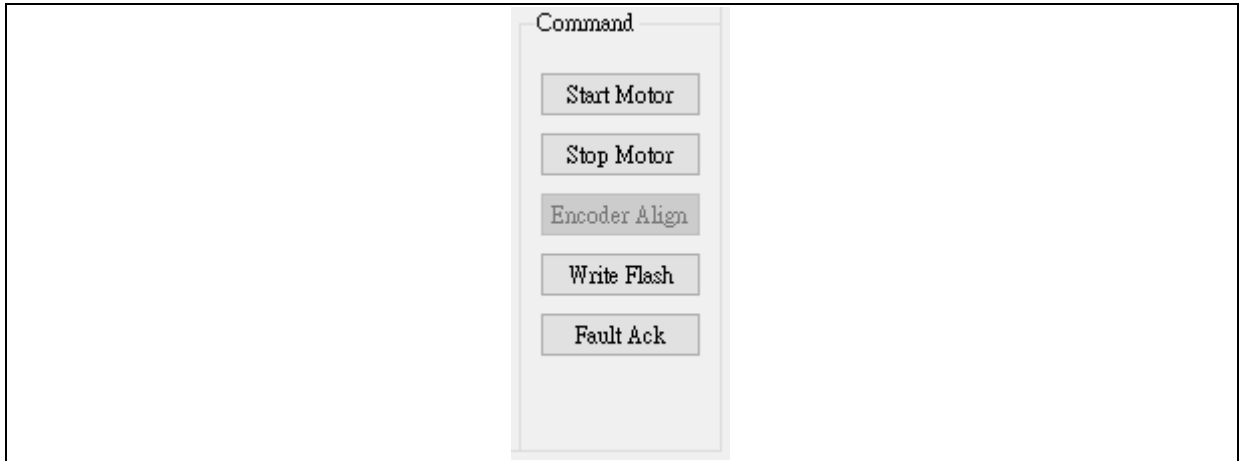 Command
Start Motor
Stop Motor
Encoder Align
Write Flash
Fault Ack